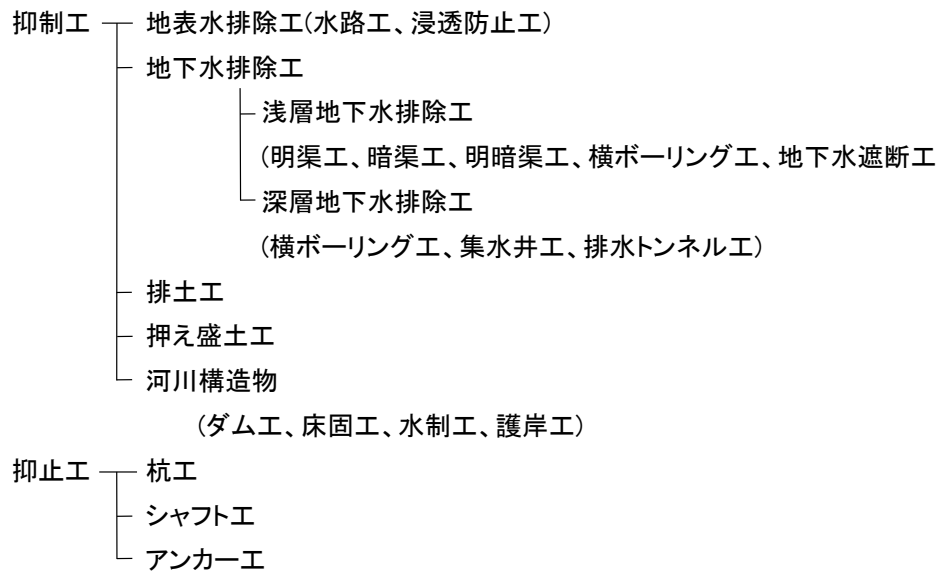 抑制工 地表水排除工(水路工、浸透防止工)
地下水排除工
浅層地下水排除工
(明渠工、暗渠工、明暗渠工、横ボーリング工、地下水遮断工
深層地下水排除工
(横ボーリング工、集水井工、排水トンネル工)
排土工
押え盛土工
河川構造物
(ダム工、床固工、水制工、護岸工)
抑止工 杭工
シャフト工
アンカー工